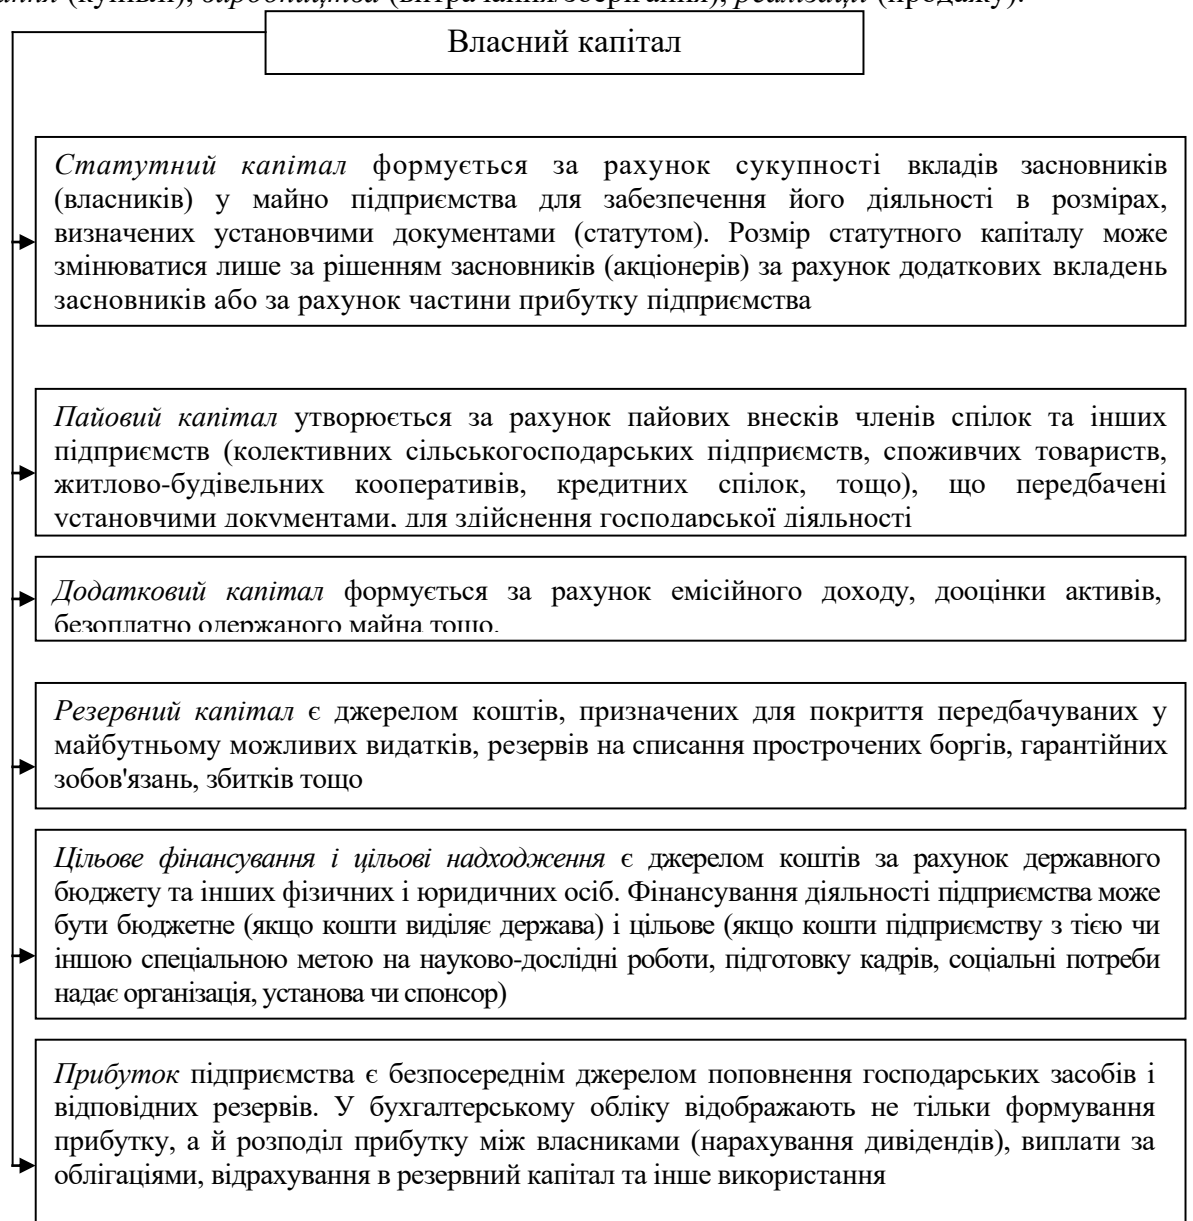 (купівлі), (витрачання/зберігання), (продажу).
Власний капітал
Статутний капітал формується за рахунок сукупності вкладів засновників
(власників) у майно підприємства для забезпечення його діяльності в розмірах,
визначених установчими документами (статутом). Розмір статутного капіталу може
змінюватися лише за рішенням засновників (акціонерів) за рахунок додаткових вкладень
засновників або за рахунок частини прибутку підприємства
Пайовий капітал утворюється за рахунок пайових внесків членів спілок та інших
підприємств (колективних сільськогосподарських підприємств, споживчих товариств,
житлово-будівельних кооперативів, кредитних спілок, тощо), що передбачені
установчими документами, для здійснення господарської діяльності
Додатковий капітал формується за рахунок емісійного доходу, дооцінки активів,
безоплатно одержаного майна тощо.
Резервний капітал є джерелом коштів, призначених для покриття передбачуваних у
майбутньому можливих видатків, резервів на списання прострочених боргів, гарантійних
зобов'язань, збитків тощо
Цільове фінансування і цільові надходження є джерелом коштів за рахунок державного
бюджету та інших фізичних і юридичних осіб. Фінансування діяльності підприємства може
бути бюджетне (якщо кошти виділяє держава) і цільове (якщо кошти підприємству з тією чи
іншою спеціальною метою на науково-дослідні роботи, підготовку кадрів, соціальні потреби
надає організація, установа чи спонсор)
Прибуток підприємства є безпосереднім джерелом поповнення господарських засобів і
відповідних резервів. У бухгалтерському обліку відображають не тільки формування
прибутку, а й розподіл прибутку між власниками (нарахування дивідендів), виплати за
облігаціями, відрахування в резервний капітал та інше використання